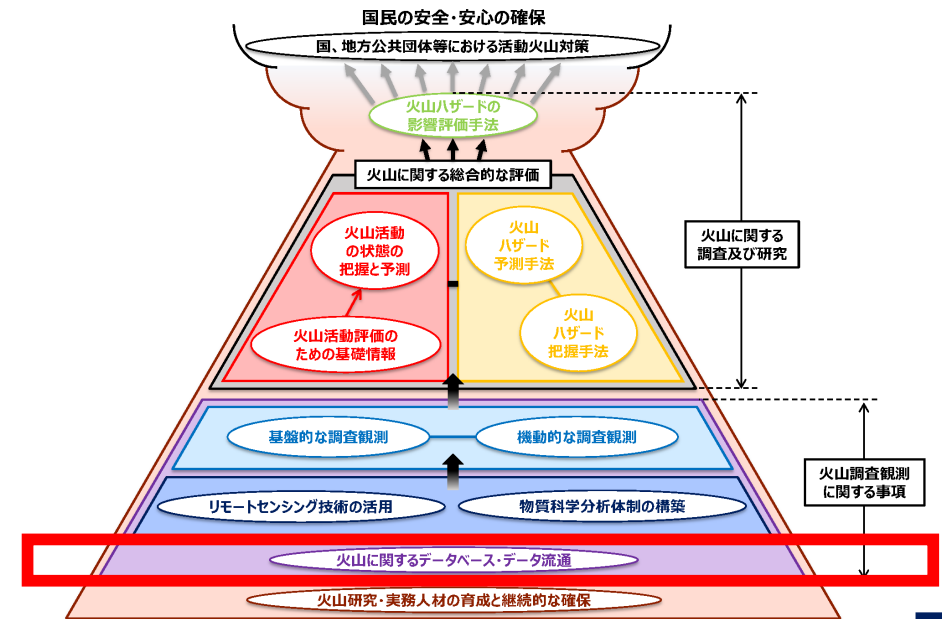 国民の安全・安心の確保
国、地方公共団体等における活動火山対策
火山ハザードの
影響評価手法
火山に関する総合的な評価
火山活動
の状態の
把握と予測
火山
ハザード
予測手法
火山に関する
調査及び研究
火山活動評価の
ための基礎情報
火山
ハザード
把握手法
基盤的な調査観測
機動的な調査観測
火山調査観測
に関する事項
リモートセンシング技術の活用
物質科学分析体制の構築
火山に関するデータベース・データ流通
火山研究・実務人材の育成と継続的な確保